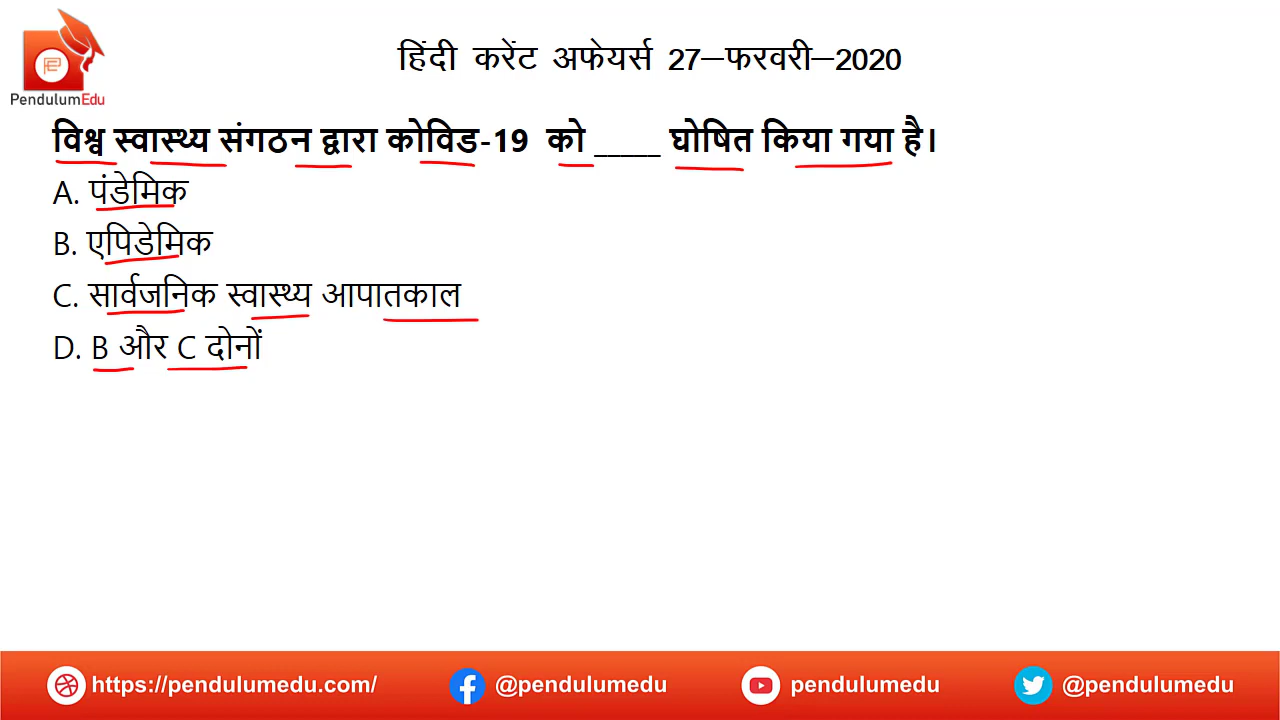 PendulumEdu
हिंदी करेंट अफेयर्स 27–फरवरी–2020
विश्व स्वास्थ्य संगठन द्वारा कोविड-19 को _____ घोषित किया गया है।
A. पंडेमिक
B. एपिडेमिक
C. सार्वजनिक स्वास्थ्य आपातकाल
D. B और C दोनों
https://pendulumedu.com/ @pendulumedu pendulumedu @pendulumedu